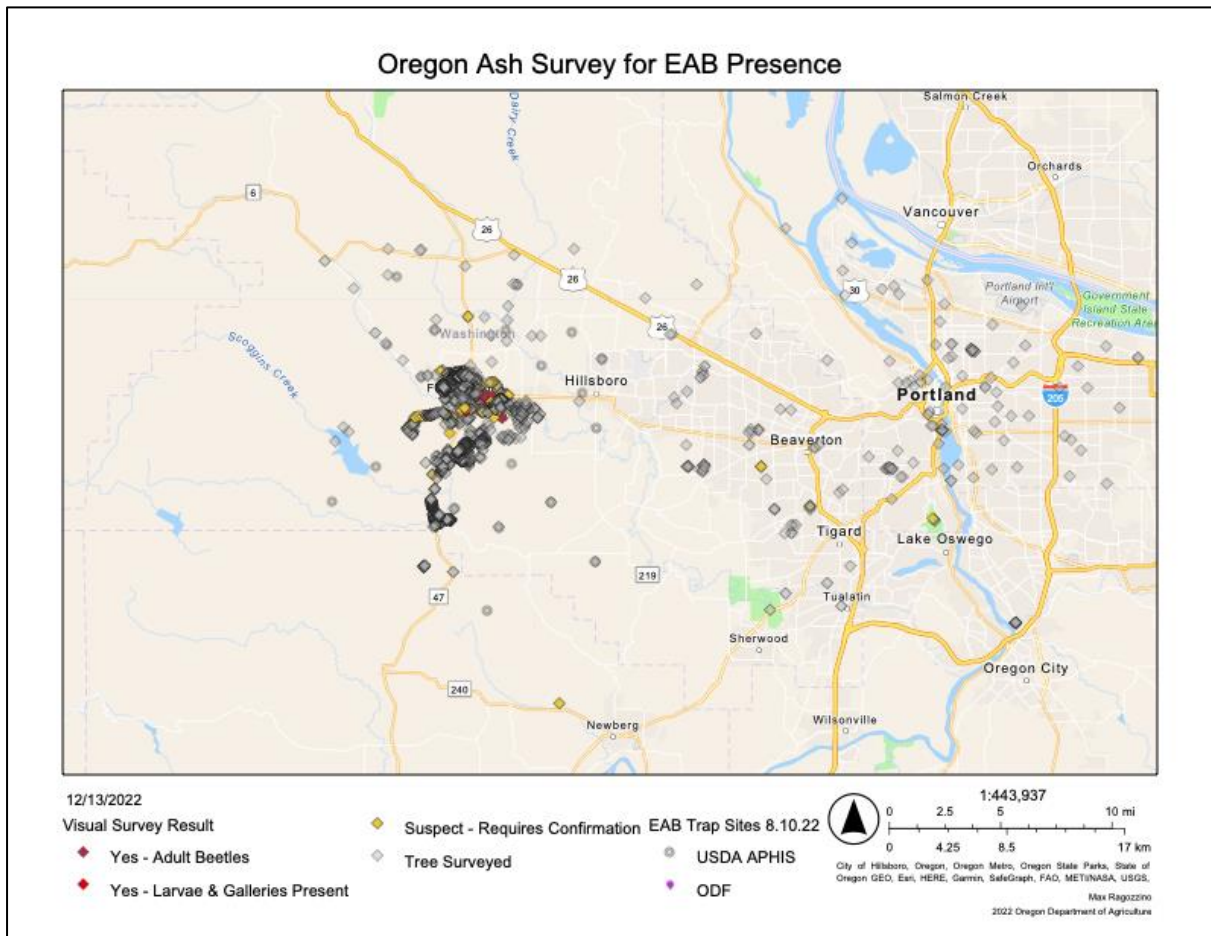 Oregon Ash Survey for EAB Presence
Salmon Creek
Dairy Creek
Orchards
6
Vancouver
26
26
30
Portland Int'l
Airport
Government
Island State
Recreation Area
26
Washington
Scoggins Creek
F
Hillsboro
Portland
205
Beaverton
Tigard
Lake Oswego
219
47
Tualatin
Sherwood
Oregon City
240
Newberg
Wilsonville
12/13/2022
Visual Survey Result
Yes - Adult Beetles
Yes - Larvae & Galleries Present
Suspect - Requires Confirmation
Tree Surveyed
EAB Trap Sites 8.10.22
USDA APHIS
ODF
1:443,937
0 2.5 5 10 mi
0 4.25 8.5 17 km
City of Hillsboro, Oregon, Oregon Metro, Oregon State Parks, State of
Oregon GEO, Esri, HERE, Garmin, SafeGraph, FAO, METI/NASA, USGS,
Max Ragozzino
2022 Oregon Department of Agriculture